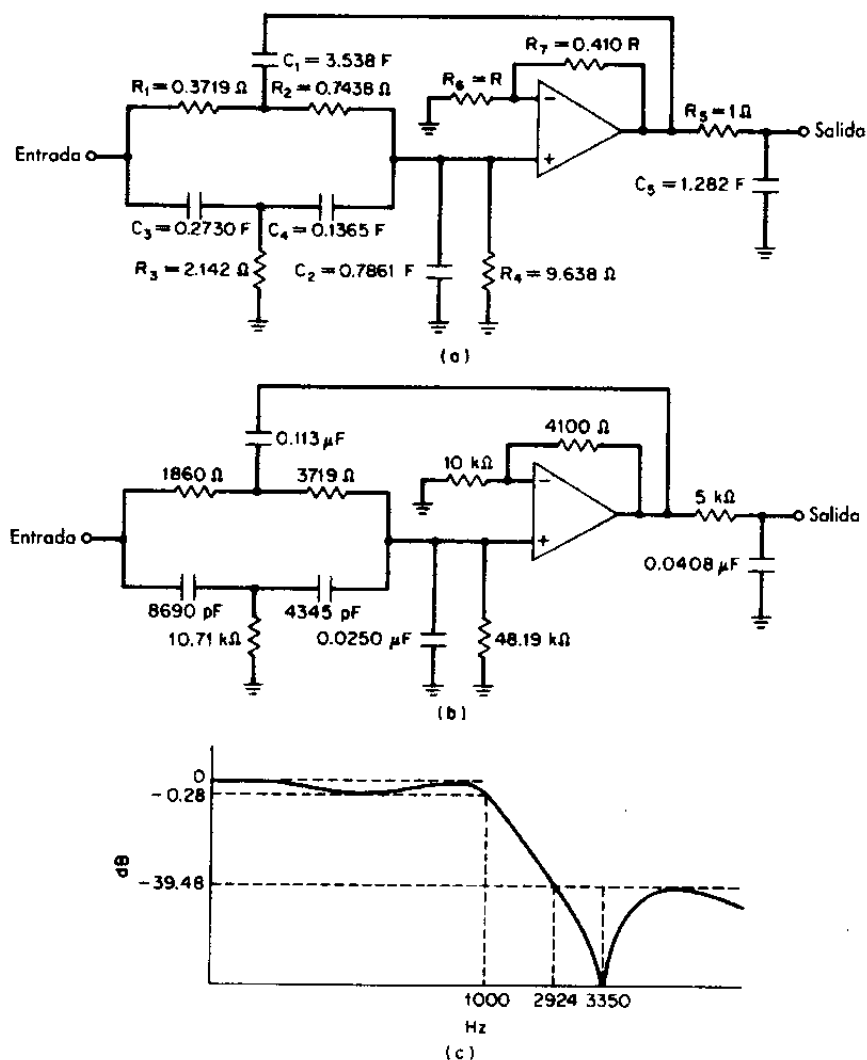 R₇ = 0.410 R
C₁ = 3.538 F
R₆ = R
R₁ = 0.3719 Ω
R₂ = 0.7438 Ω
R₅ = 1 Ω
−
Entrada
Salida
+
C₅ = 1.282 F
C₃ = 0.2730 F
C₄ = 0.1365 F
R₃ = 2.142 Ω
C₂ = 0.7861 F
R₄ = 9.638 Ω
(a)
4100 Ω
0.113 µF
10 kΩ
1860 Ω
3719 Ω
5 kΩ
−
Entrada
Salida
+
0.0408 µF
8690 pF
4345 pF
10.71 kΩ
0.0250 µF
48.19 kΩ
(b)
0
−0.28
dB
−39.48
1000 2924 3350
Hz
(c)